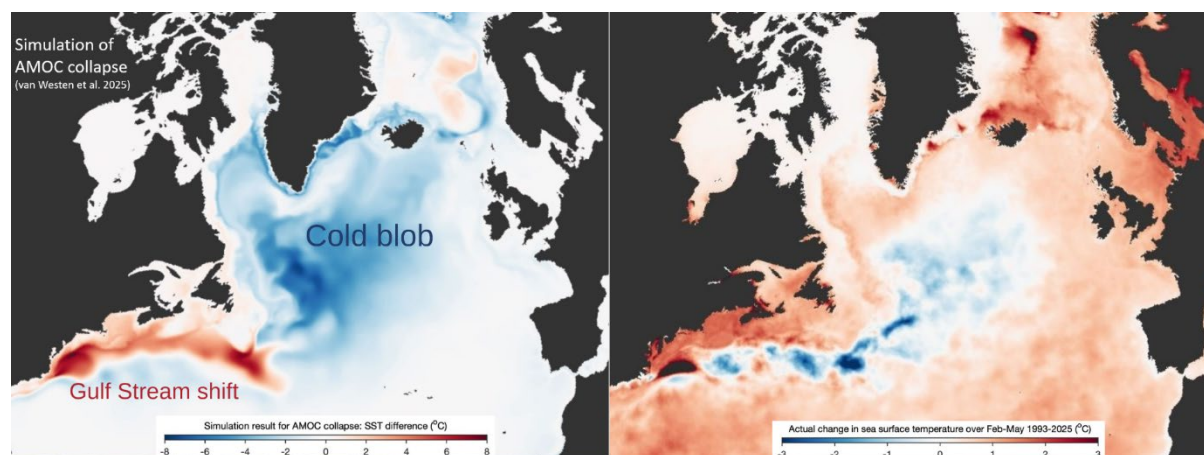 Simulation of
AMOC collapse
(van Westen et al. 2025)
Cold blob
Gulf Stream shift
Simulation result for AMOC collapse: SST difference (°C)
-8 -6 -4 -2 0 2 4 6 8
Actual change in sea surface temperature over Feb-May 1993-2025 (°C)
-3 -2 -1 0 1 2 3